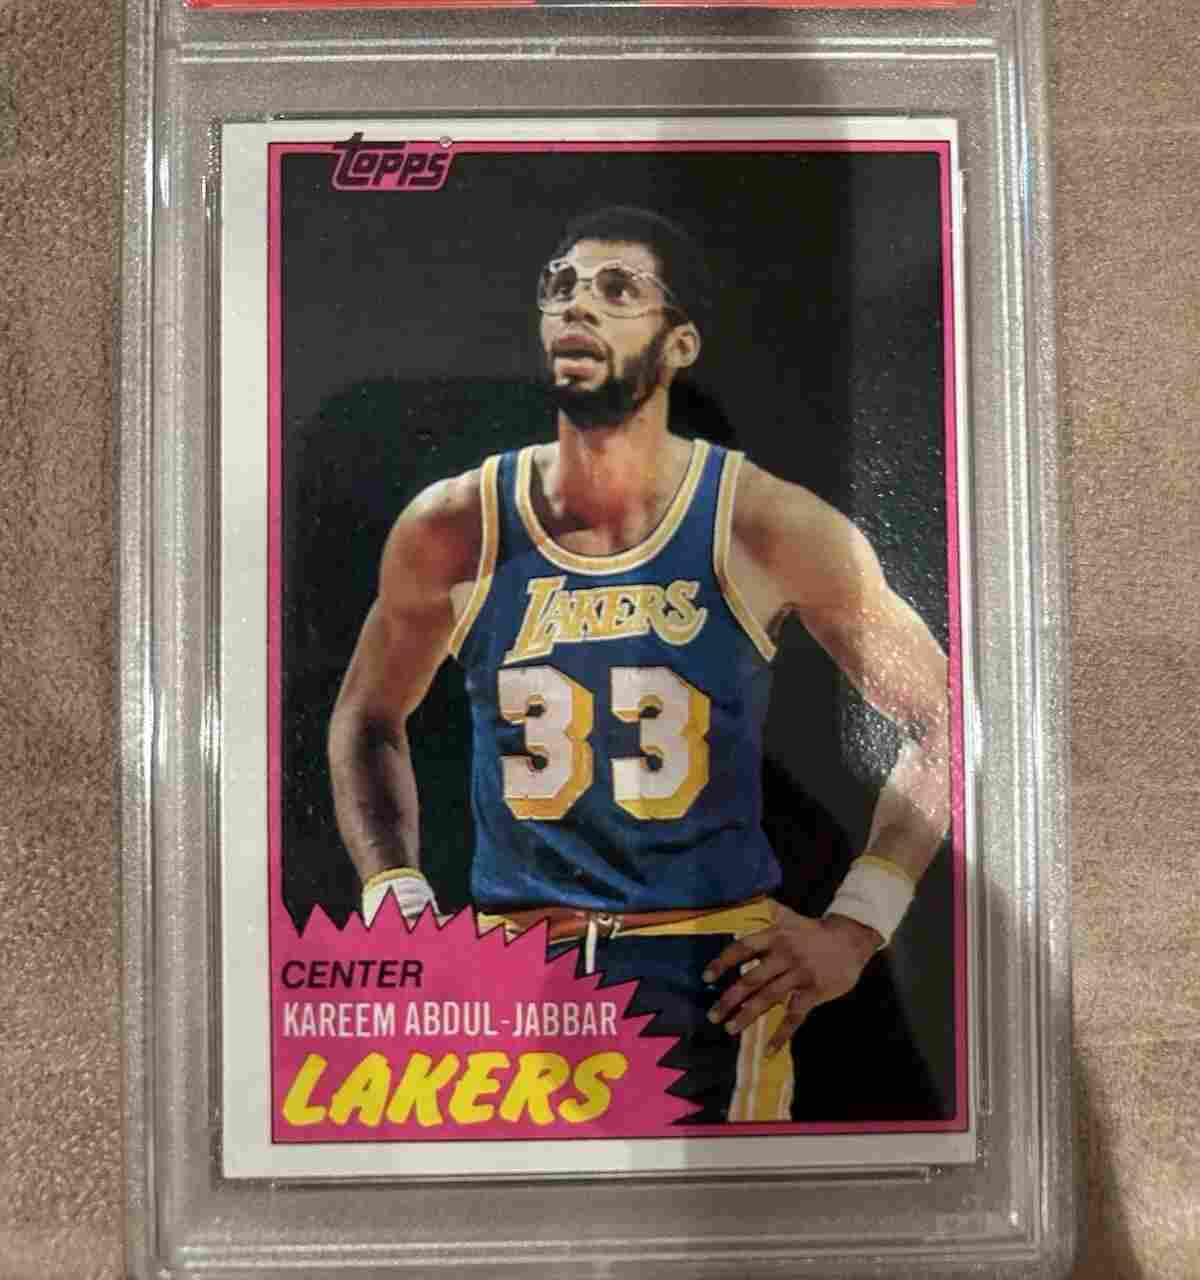 Topps
LAKERS
33
CENTER
KAREEM ABDUL-JABBAR
LAKERS